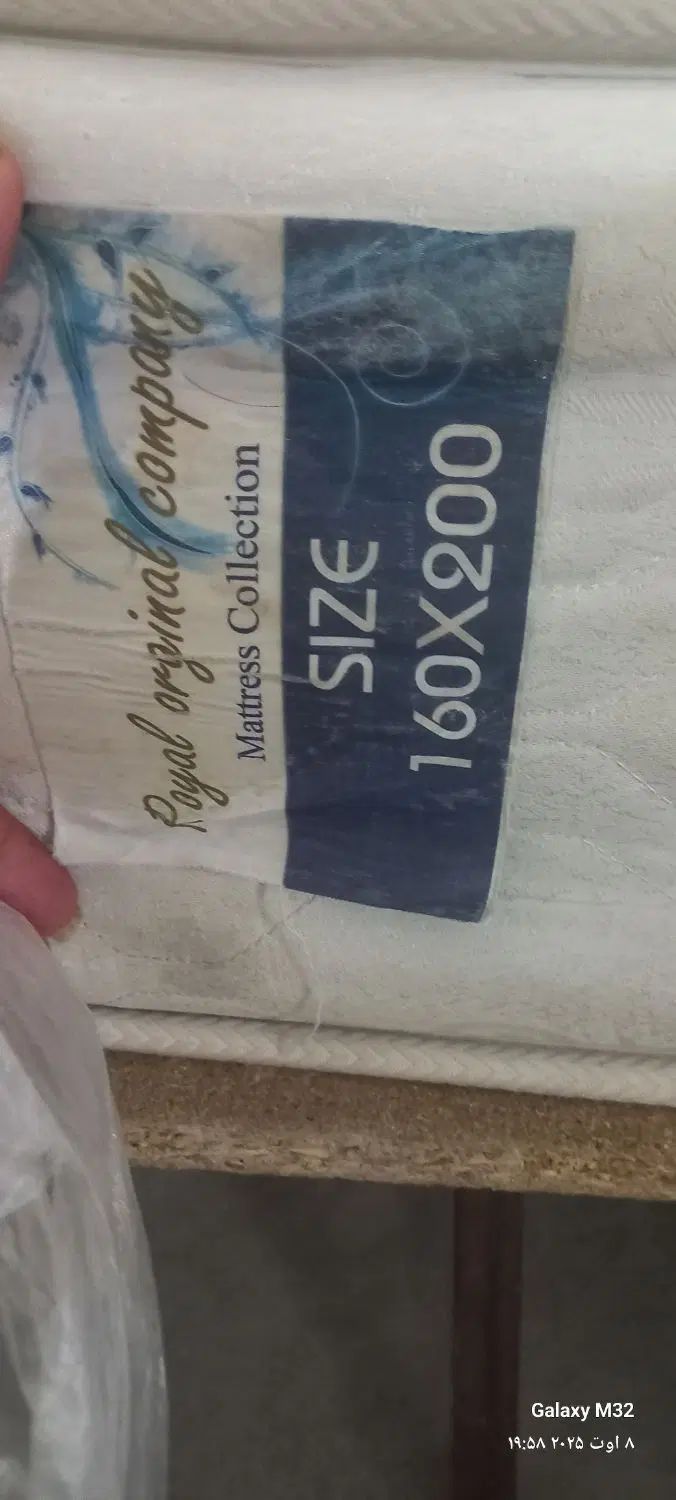 Royal orginal company
Mattress Collection
SIZE
160X200
Galaxy M32
۸ اوت ۲۰۲۵ ۱۹:۵۸